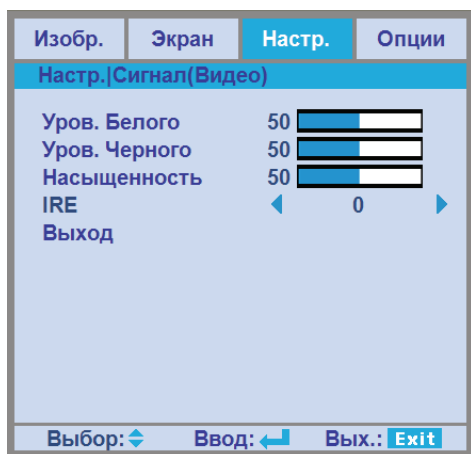 Изобр. Экран Настр. Опции
Настр.|Сигнал(Видео)
Уров. Белого 50
Уров. Черного 50
Насыщенность 50
IRE 0
Выход
Выбор: Ввод: Вых.: Exit